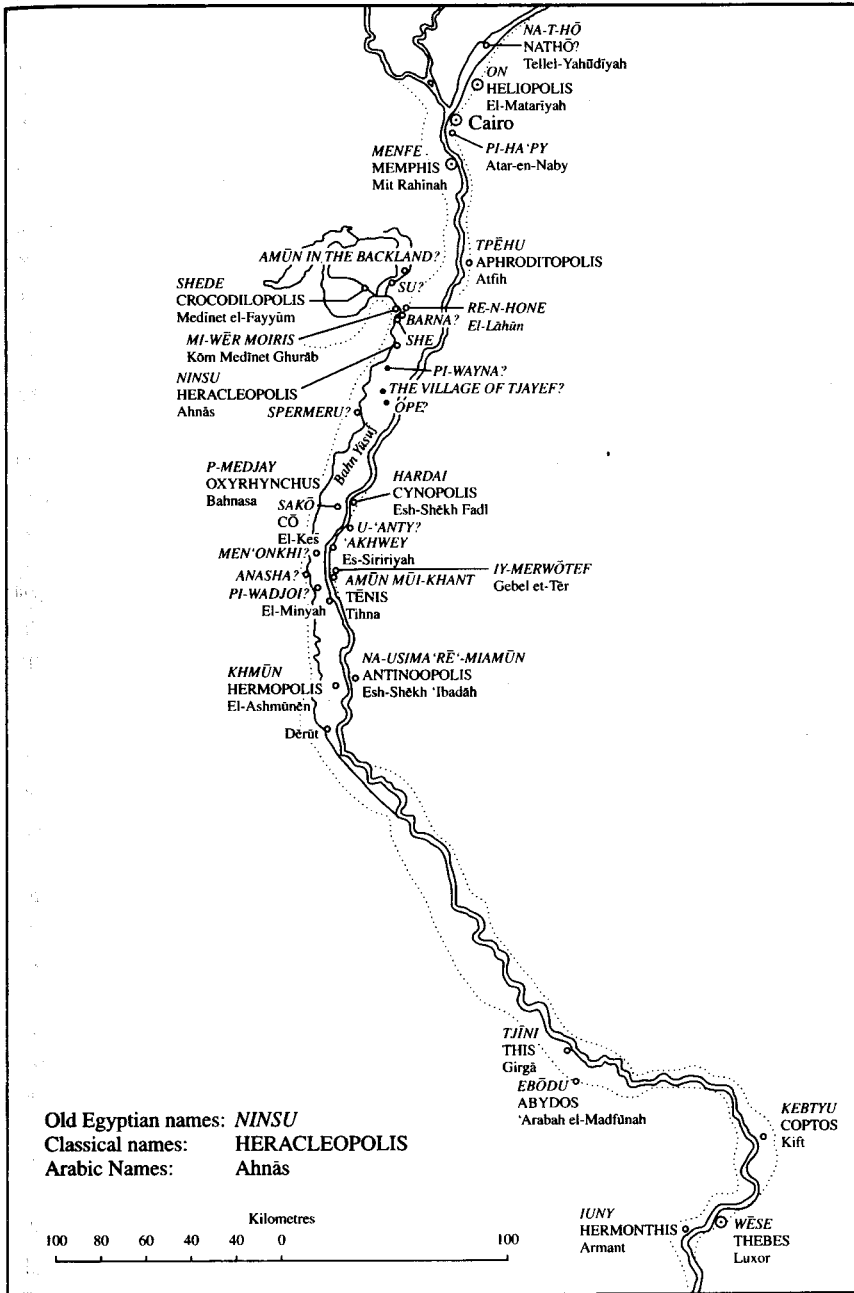 NA-T-HŌ
NATHŌ?
Tellel-Yahūdīyah
ON
HELIOPOLIS
El-Matarīyah
Cairo
PI-HA‘PY
Atar-en-Naby
MENFE
MEMPHIS
Mit Rahīnah
TPĒHU
APHRODITOPOLIS
Atfih
AMŪN IN THE BACKLAND?
SU?
SHEDE
CROCODILOPOLIS
Medīnet el-Fayyūm
RE-N-HONE
El-Lāhūn
BARNA?
MI-WĒR MOIRIS
Kōm Medīnet Ghurāb
SHE
NINSU
HERACLEOPOLIS
Ahnās
PI-WAYNA?
THE VILLAGE OF TJAYEF?
ŌPE?
SPERMERU?
Bahn Yūsuf
P-MEDJAY
OXYRHYNCHUS
Bahnasa
HARDAI
CYNOPOLIS
Esh-Shēkh Fadl
SAKŌ
CŌ
El-Kes̄
U-‘ANTY?
MEN‘ONKHI?
‘AKHWEY
Es-Siririyah
ANASHA?
IY-MERWŌTEF
Gebel et-Tēr
AMŪN MŪI-KHANT
TĒNIS
Tihna
PI-WADJOI?
El-Minyah
NA-USIMA‘RĒ‘-MIAMŪN
ANTINOOPOLIS
Esh-Shēkh ‘Ibadāh
KHMŪN
HERMOPOLIS
El-Ashmūnēn
Dērūt
TJĪNI
THIS
Girgā
EBŌDU
ABYDOS
‘Arabah el-Madfūnah
KEBTYU
COPTOS
Kift
IUNY
HERMONTHIS
Armant
WĒSE
THEBES
Luxor
Old Egyptian names: NINSU
Classical names: HERACLEOPOLIS
Arabic Names: Ahnās
Kilometres
100 80 60 40 0 100